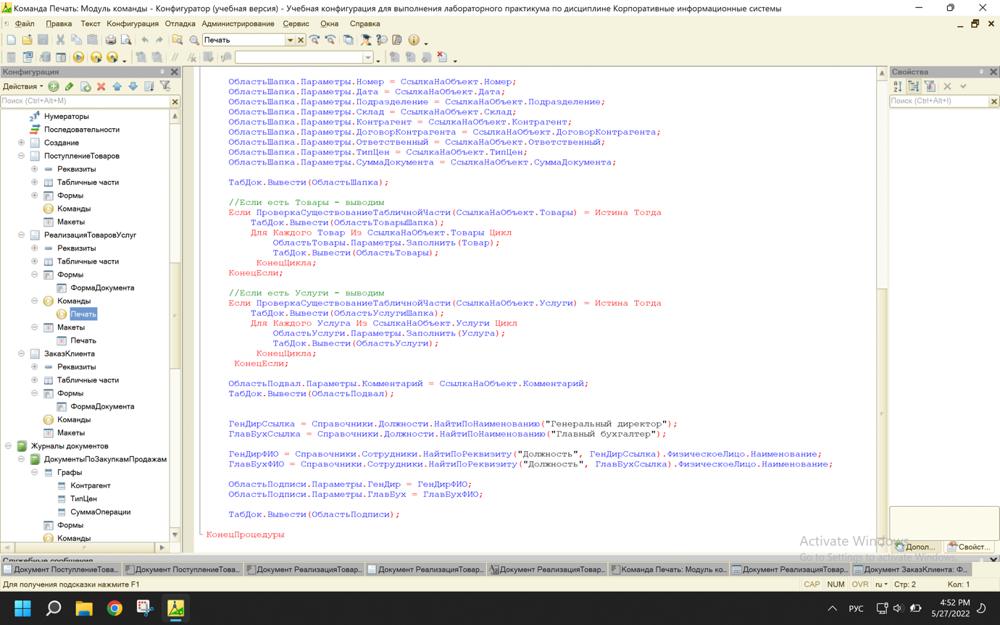 Команда Печать: Модуль команды - Конфигуратор (учебная версия) - Учебная конфигурация для выполнения лабораторного практикума по дисциплине Корпоративные информационные системы
Файл Правка Текст Конфигурация Отладка Администрирование Сервис Окна Справка
Печать
Конфигурация
Действия
Поиск (Ctrl+Alt+M)
Нумераторы
Последовательности
Создание
ПоступлениеТоваров
Реквизиты
Табличные части
Формы
Команды
Макеты
РеализацияТоваровУслуг
Реквизиты
Табличные части
Формы
ФормаДокумента
Команды
Печать
Макеты
Печать
ЗаказКлиента
Реквизиты
Табличные части
Формы
ФормаДокумента
Команды
Макеты
Журналы документов
ДокументыПоЗакупкамПродажам
Графы
Контрагент
ТипЦен
СуммаОперации
Формы
Команды
ОбластьШапка.Параметры.Номер = СсылкаНаОбъект.Номер;
ОбластьШапка.Параметры.Дата = СсылкаНаОбъект.Дата;
ОбластьШапка.Параметры.Подразделение = СсылкаНаОбъект.Подразделение;
ОбластьШапка.Параметры.Склад = СсылкаНаОбъект.Склад;
ОбластьШапка.Параметры.Контрагент = СсылкаНаОбъект.Контрагент;
ОбластьШапка.Параметры.ДоговорКонтрагента = СсылкаНаОбъект.ДоговорКонтрагента;
ОбластьШапка.Параметры.Ответственный = СсылкаНаОбъект.Ответственный;
ОбластьШапка.Параметры.ТипЦен = СсылкаНаОбъект.ТипЦен;
ОбластьШапка.Параметры.СуммаДокумента = СсылкаНаОбъект.СуммаДокумента;
ТабДок.Вывести(ОбластьШапка);
//Если есть Товары - выводим
Если ПроверкаСуществованиеТабличнойЧасти(СсылкаНаОбъект.Товары) = Истина Тогда
ТабДок.Вывести(ОбластьТоварыШапка);
Для Каждого Товар Из СсылкаНаОбъект.Товары Цикл
ОбластьТовары.Параметры.Заполнить(Товар);
ТабДок.Вывести(ОбластьТовары);
КонецЦикла;
КонецЕсли;
//Если есть Услуги - выводим
Если ПроверкаСуществованиеТабличнойЧасти(СсылкаНаОбъект.Услуги) = Истина Тогда
ТабДок.Вывести(ОбластьУслугиШапка);
Для Каждого Услуга Из СсылкаНаОбъект.Услуги Цикл
ОбластьУслуги.Параметры.Заполнить(Услуга);
ТабДок.Вывести(ОбластьУслуги);
КонецЦикла;
КонецЕсли;
ОбластьПодвал.Параметры.Комментарий = СсылкаНаОбъект.Комментарий;
ТабДок.Вывести(ОбластьПодвал);
ГенДирСсылка = Справочники.Должности.НайтиПоНаименованию("Генеральный директор");
ГлавБухСсылка = Справочники.Должности.НайтиПоНаименованию("Главный бухгалтер");
ГенДирФИО = Справочники.Сотрудники.НайтиПоРеквизиту("Должность", ГенДирСсылка).ФизическоеЛицо.Наименование;
ГлавБухФИО = Справочники.Сотрудники.НайтиПоРеквизиту("Должность", ГлавБухСсылка).ФизическоеЛицо.Наименование;
ОбластьПодписи.Параметры.ГенДир = ГенДирФИО;
ОбластьПодписи.Параметры.ГлавБух = ГлавБухФИО;
ТабДок.Вывести(ОбластьПодписи);
КонецПроцедуры
Свойства
Поиск (Ctrl+Alt+I)
Activate Windows
Go to Settings to activate Windows.
Допол...
Свойст...
Служебные сообщения
Документ ПоступлениеТова...
Документ ПоступлениеТова...
Документ РеализацияТовар...
Документ РеализацияТовар...
Документ РеализацияТовар...
Команда Печать: Модуль ко...
Документ РеализацияТовар...
Документ ЗаказКлиента: Ф...
Для получения подсказки нажмите F1
CAP NUM OVR ru Стр: 2 Кол: 1
РУС
4:52 PM
5/27/2022